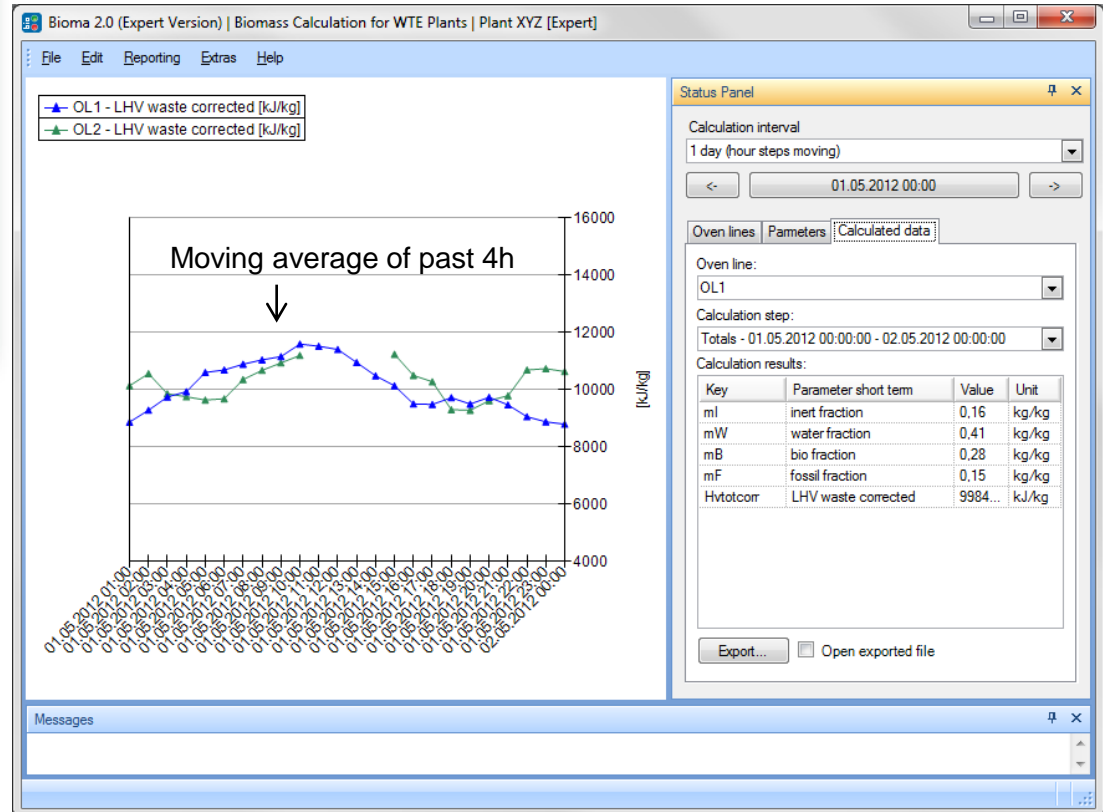 Bioma 2.0 (Expert Version) | Biomass Calculation for WTE Plants | Plant XYZ [Expert]
File Edit Reporting Extras Help
OL1 - LHV waste corrected [kJ/kg]
OL2 - LHV waste corrected [kJ/kg]
Moving average of past 4h
16000
14000
12000
10000
8000
6000
4000
[kJ/kg]
01.05.2012 01:00
01.05.2012 02:00
01.05.2012 03:00
01.05.2012 04:00
01.05.2012 05:00
01.05.2012 06:00
01.05.2012 07:00
01.05.2012 08:00
01.05.2012 09:00
01.05.2012 10:00
01.05.2012 11:00
01.05.2012 12:00
01.05.2012 13:00
01.05.2012 14:00
01.05.2012 15:00
01.05.2012 16:00
01.05.2012 17:00
01.05.2012 18:00
01.05.2012 19:00
01.05.2012 20:00
01.05.2012 21:00
01.05.2012 22:00
01.05.2012 23:00
02.05.2012 00:00
Status Panel
Calculation interval
1 day (hour steps moving)
<- 01.05.2012 00:00 ->
Oven lines Parmeters Calculated data
Oven line:
OL1
Calculation step:
Totals - 01.05.2012 00:00:00 - 02.05.2012 00:00:00
Calculation results:
Key Parameter short term Value Unit
mI inert fraction 0,16 kg/kg
mW water fraction 0,41 kg/kg
mB bio fraction 0,28 kg/kg
mF fossil fraction 0,15 kg/kg
Hvtotcorr LHV waste corrected 9984... kJ/kg
Export... Open exported file
Messages